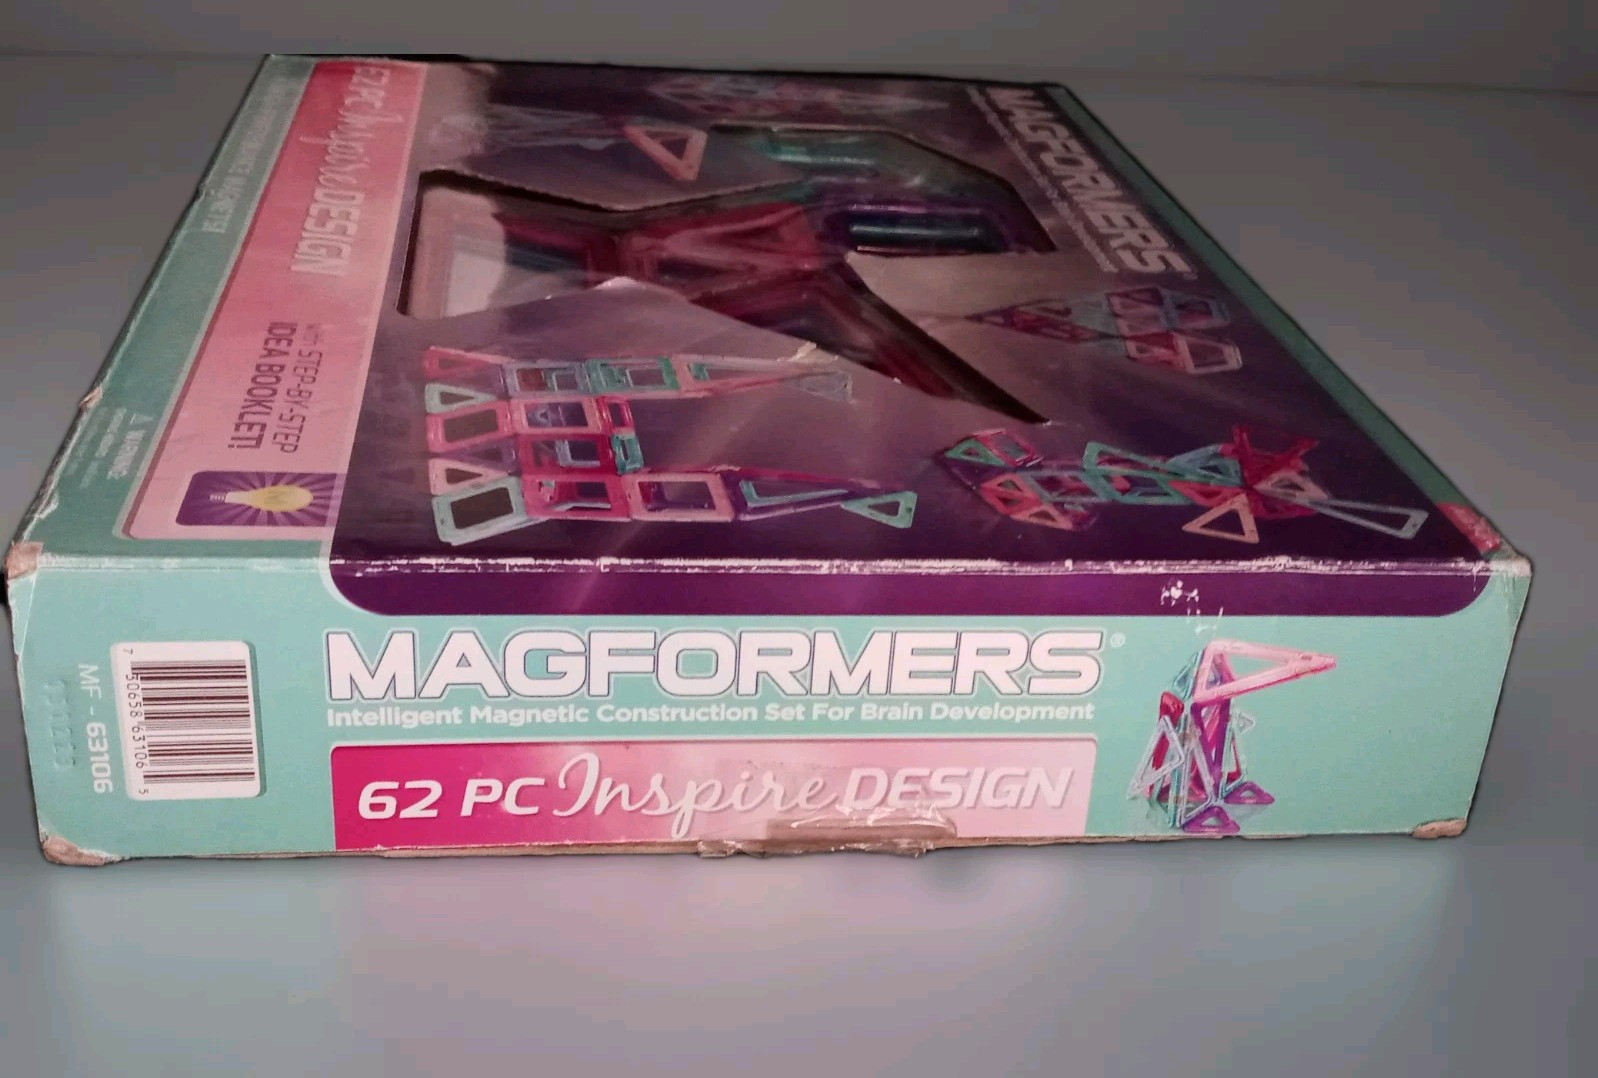 62 PC Inspire DESIGN
with STEP-BY-STEP
IDEA BOOKLET!
WARNING
MAGFORMERS
MAGFORMERS®
Intelligent Magnetic Construction Set For Brain Development
62 PC Inspire DESIGN
7 50658 63106 5
MF - 63106